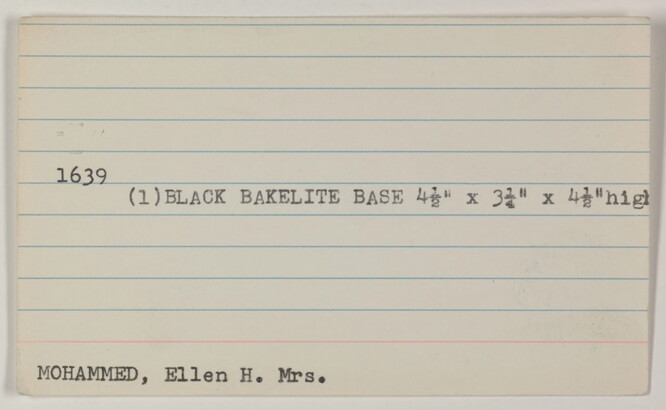 1639
(1)BLACK BAKELITE BASE 4½" x 3¼" x 4½"high
MOHAMMED, Ellen H. Mrs.